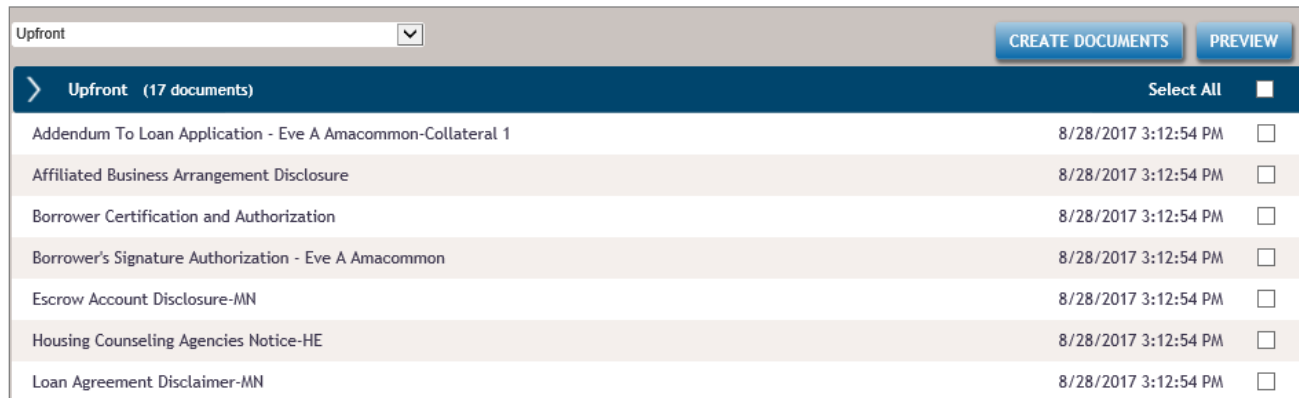 Upfront
CREATE DOCUMENTS PREVIEW
Upfront (17 documents) Select All
Addendum To Loan Application - Eve A Amacommon-Collateral 1 8/28/2017 3:12:54 PM
Affiliated Business Arrangement Disclosure 8/28/2017 3:12:54 PM
Borrower Certification and Authorization 8/28/2017 3:12:54 PM
Borrower's Signature Authorization - Eve A Amacommon 8/28/2017 3:12:54 PM
Escrow Account Disclosure-MN 8/28/2017 3:12:54 PM
Housing Counseling Agencies Notice-HE 8/28/2017 3:12:54 PM
Loan Agreement Disclaimer-MN 8/28/2017 3:12:54 PM